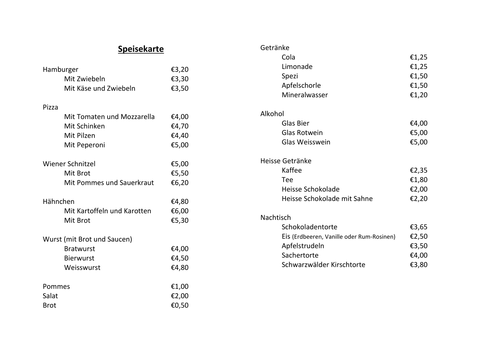 Speisekarte
Hamburger €3,20
Mit Zwiebeln €3,30
Mit Käse und Zwiebeln €3,50
Pizza
Mit Tomaten und Mozzarella €4,00
Mit Schinken €4,70
Mit Pilzen €4,40
Mit Peperoni €5,00
Wiener Schnitzel €5,00
Mit Brot €5,50
Mit Pommes und Sauerkraut €6,20
Hähnchen €4,80
Mit Kartoffeln und Karotten €6,00
Mit Brot €5,30
Wurst (mit Brot und Saucen)
Bratwurst €4,00
Bierwurst €4,50
Weisswurst €4,80
Pommes €1,00
Salat €2,00
Brot €0,50
Getränke
Cola €1,25
Limonade €1,25
Spezi €1,50
Apfelschorle €1,50
Mineralwasser €1,20
Alkohol
Glas Bier €4,00
Glas Rotwein €5,00
Glas Weisswein €5,00
Heisse Getränke
Kaffee €2,35
Tee €1,80
Heisse Schokolade €2,00
Heisse Schokolade mit Sahne €2,20
Nachtisch
Schokoladentorte €3,65
Eis (Erdbeeren, Vanille oder Rum-Rosinen) €2,50
Apfelstrudeln €3,50
Sachertorte €4,00
Schwarzwälder Kirschtorte €3,80